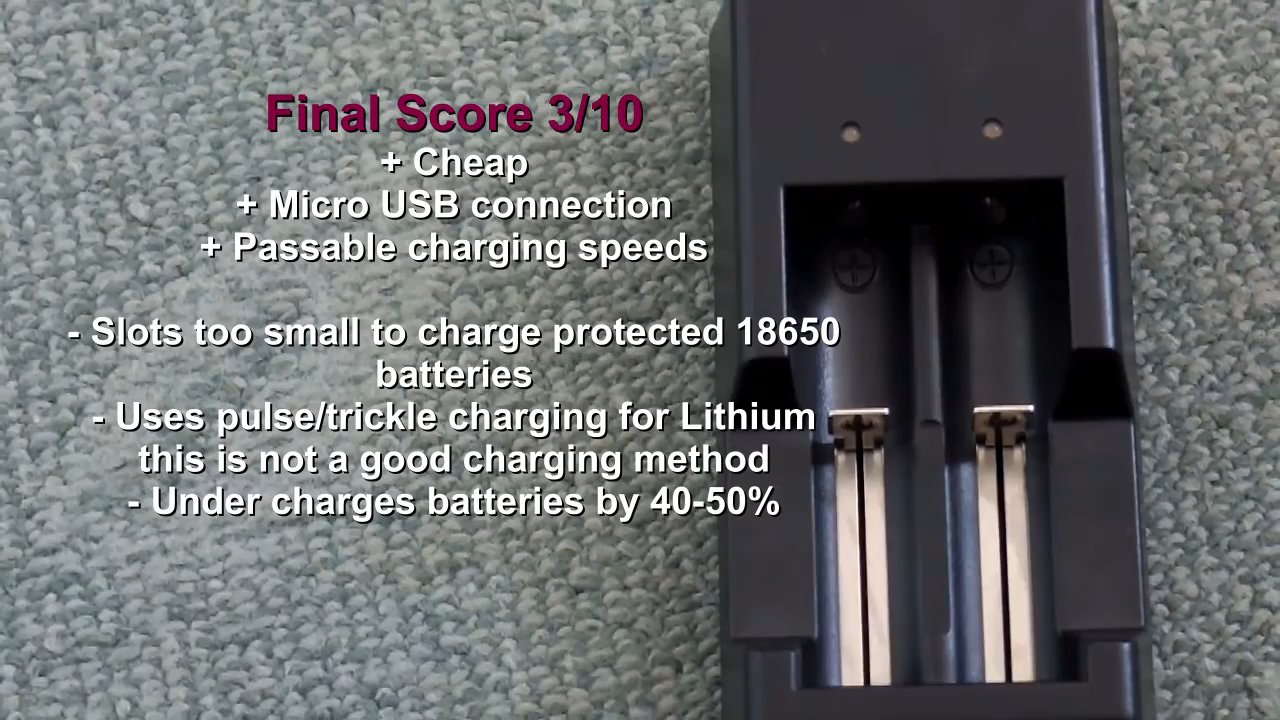 Final Score 3/10
+ Cheap
+ Micro USB connection
+ Passable charging speeds
- Slots too small to charge protected 18650
batteries
- Uses pulse/trickle charging for Lithium
this is not a good charging method
- Under charges batteries by 40-50%